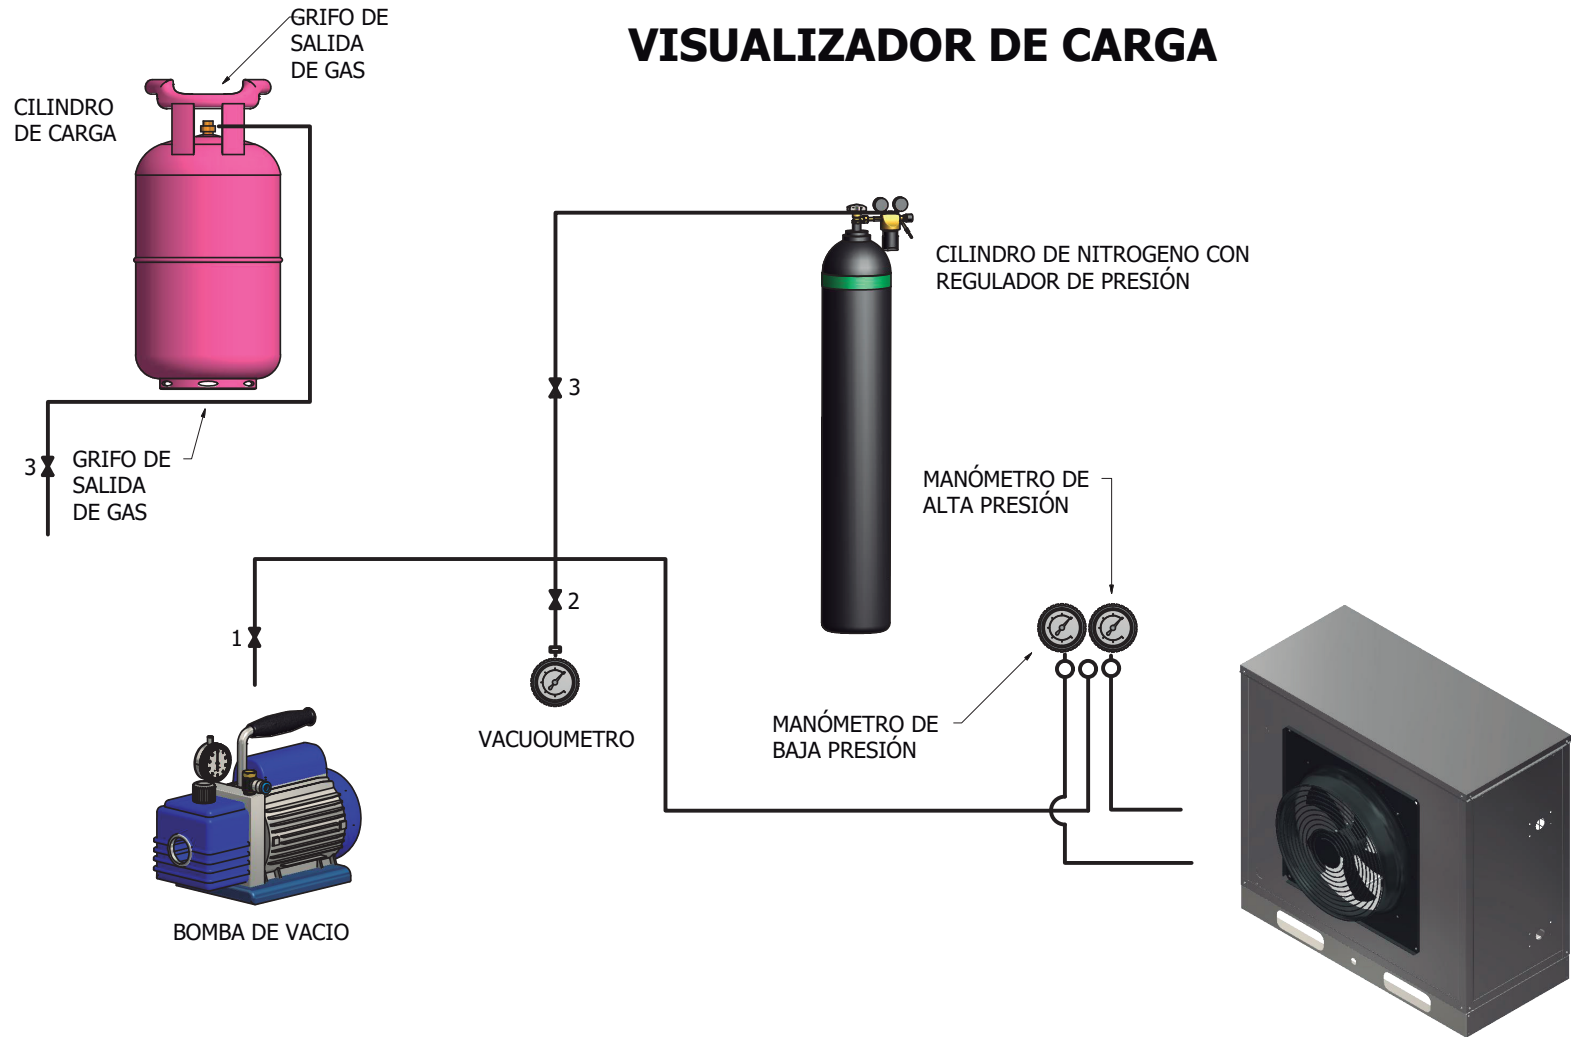 VISUALIZADOR DE CARGA
GRIFO DE
SALIDA
DE GAS
CILINDRO
DE CARGA
CILINDRO DE NITROGENO CON
REGULADOR DE PRESIÓN
3
3
GRIFO DE
SALIDA
DE GAS
MANÓMETRO DE
ALTA PRESIÓN
2
1
MANÓMETRO DE
BAJA PRESIÓN
VACUOUMETRO
BOMBA DE VACIO